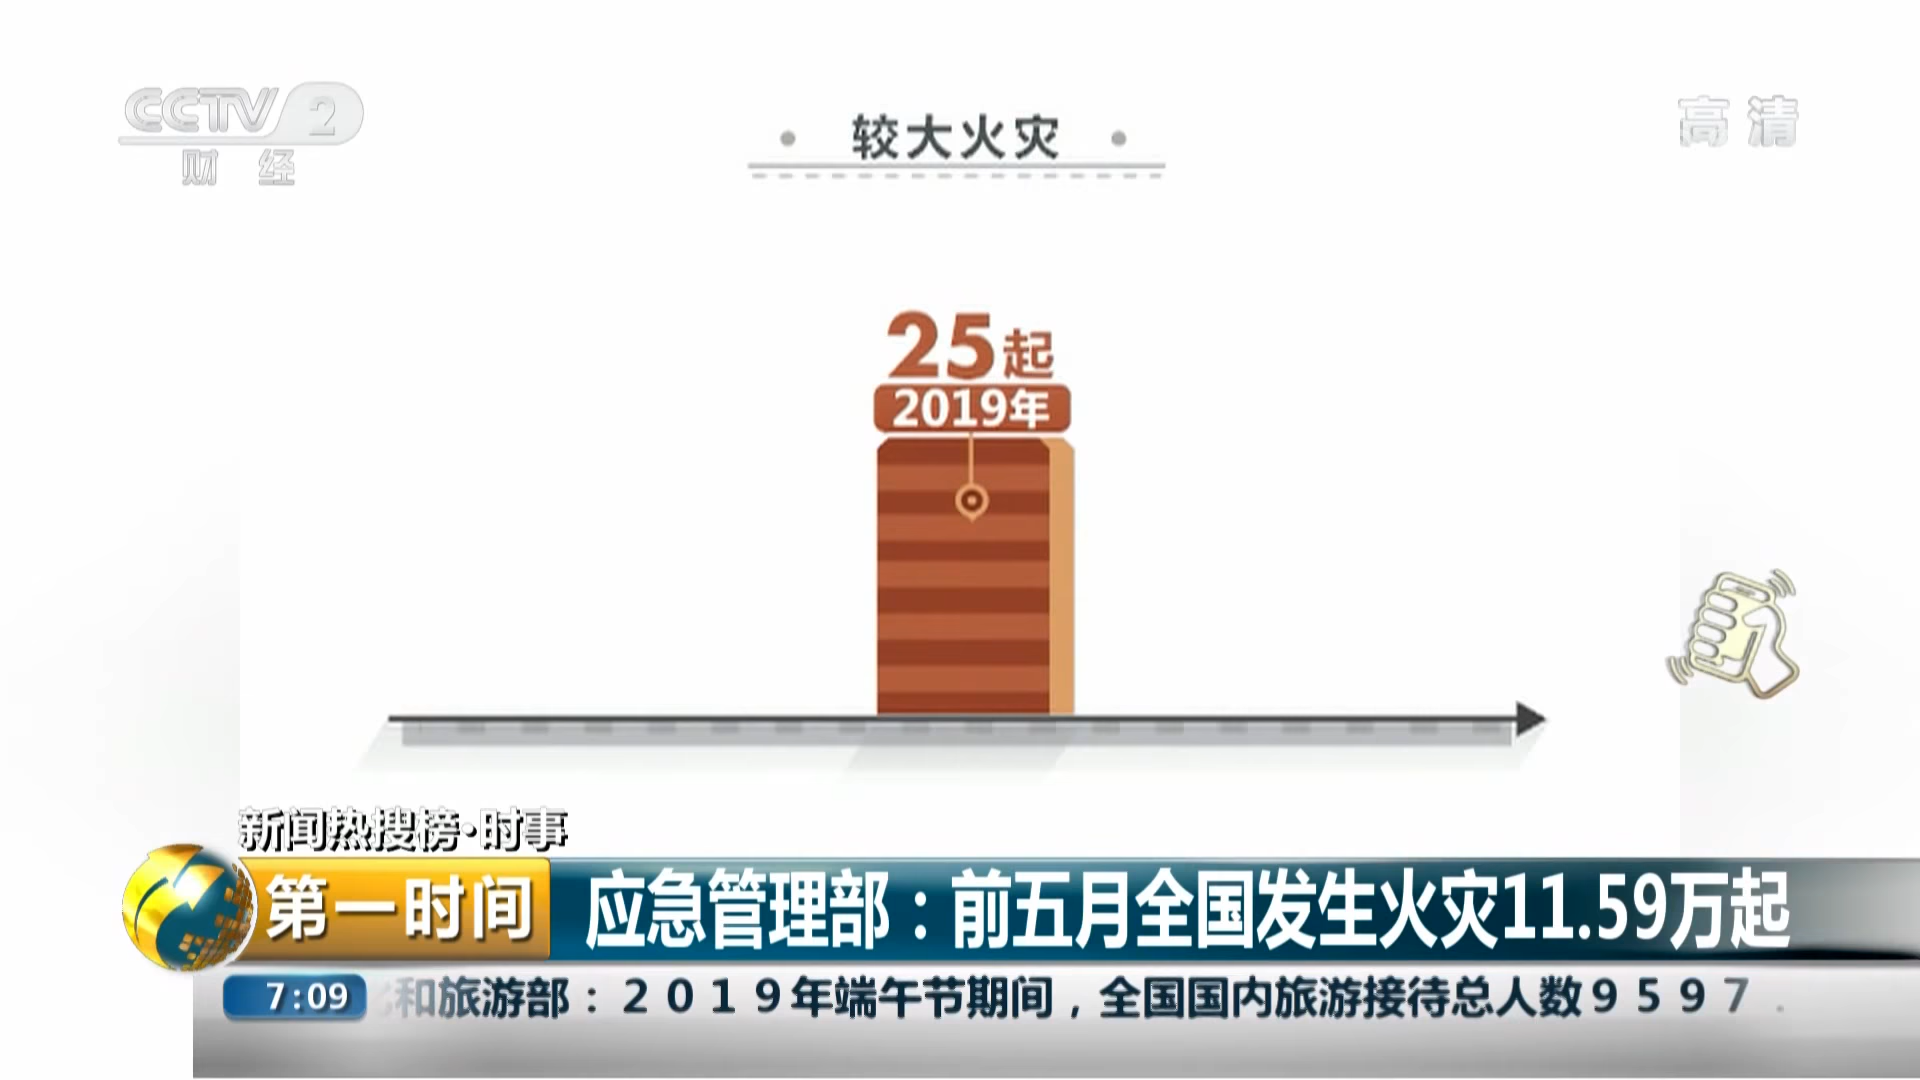 CCTV 2
财 经
高清
较大火灾
25起
2019年
新闻热搜榜·时事
第一时间
应急管理部：前五月全国发生火灾11.59万起
7:09
和旅游部：２０１９年端午节期间，全国国内旅游接待总人数９５９７.